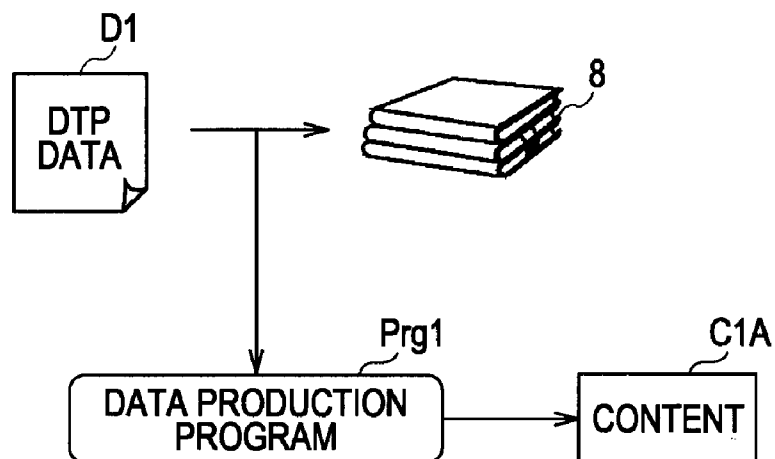 D1
DTP
DATA
8
Prg1
DATA PRODUCTION
PROGRAM
C1A
CONTENT